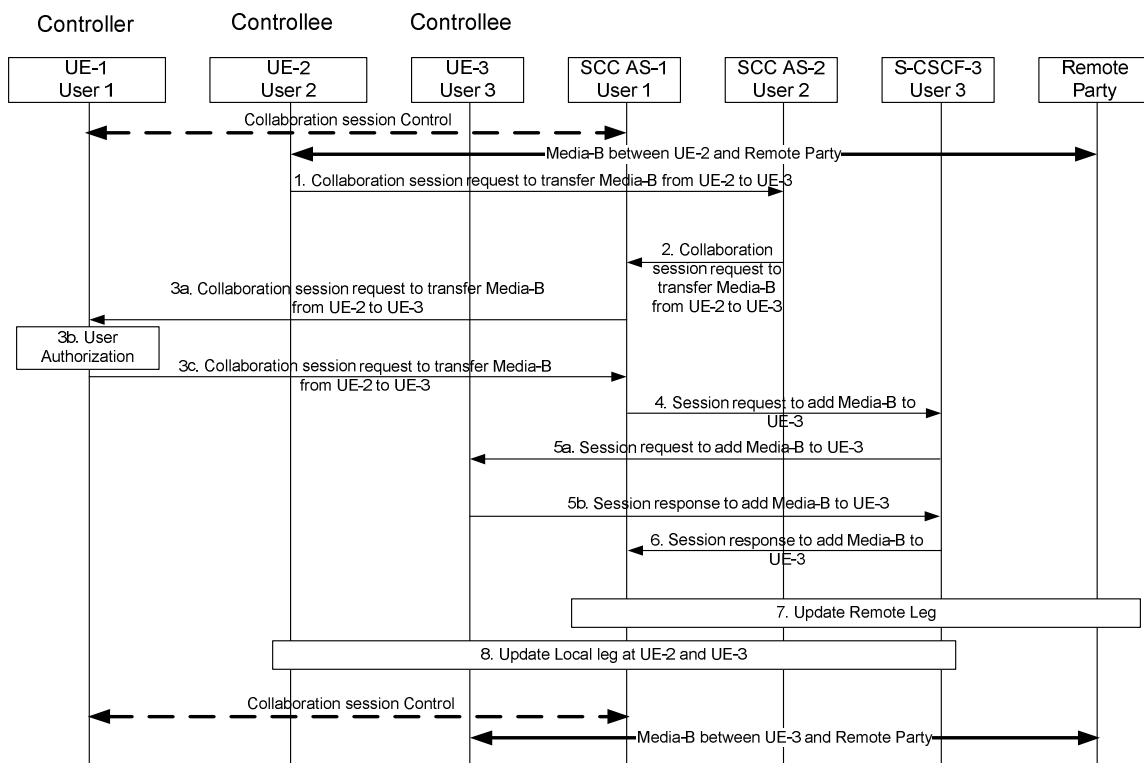 Controller
Controllee
Controllee
UE-1
User 1
UE-2
User 2
UE-3
User 3
SCC AS-1
User 1
SCC AS-2
User 2
S-CSCF-3
User 3
Remote
Party
Collaboration session Control
Media-B between UE-2 and Remote Party
1. Collaboration session request to transfer Media-B from UE-2 to UE-3
2. Collaboration
session request to
transfer Media-B
from UE-2 to UE-3
3a. Collaboration session request to transfer Media-B
from UE-2 to UE-3
3b. User
Authorization
3c. Collaboration session request to transfer Media-B
from UE-2 to UE-3
4. Session request to add Media-B to
UE-3
5a. Session request to add Media-B to UE-3
5b. Session response to add Media-B to UE-3
6. Session response to add Media-B to
UE-3
7. Update Remote Leg
8. Update Local leg at UE-2 and UE-3
Collaboration session Control
Media-B between UE-3 and Remote Party